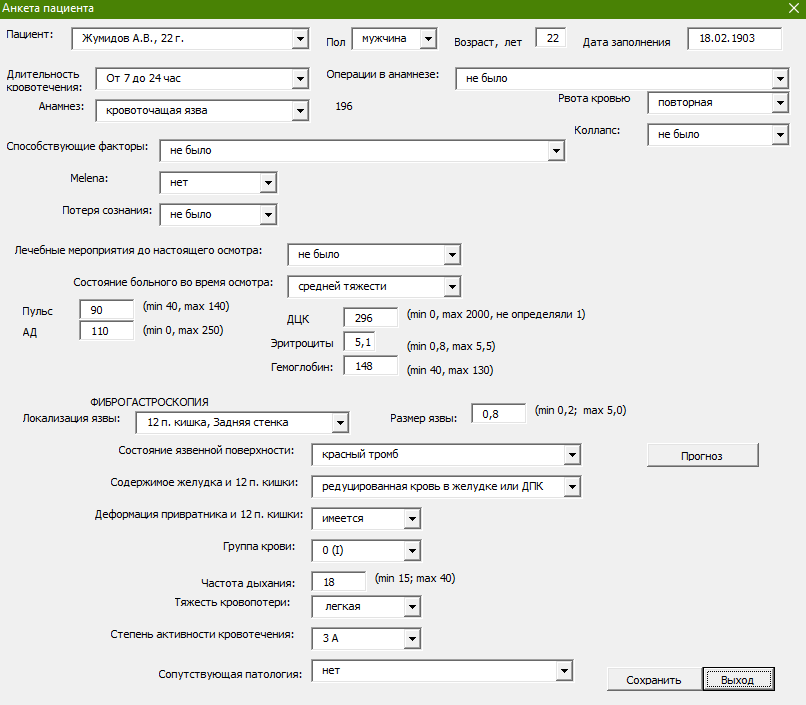 Анкета пациента
Пациент: Жумидов А.В., 22 г. Пол мужчина Возраст, лет 22 Дата заполнения 18.02.1903
Длительность кровотечения: От 7 до 24 час Операции в анамнезе: не было
Анамнез: кровоточащая язва 196 Рвота кровью повторная
Коллапс: не было
Способствующие факторы: не было
Melena: нет
Потеря сознания: не было
Лечебные мероприятия до настоящего осмотра: не было
Состояние больного во время осмотра: средней тяжести
Пульс 90 (min 40, max 140)
АД 110 (min 0, max 250)
ДЦК 296 (min 0, max 2000, не определяли 1)
Эритроциты 5,1 (min 0,8, max 5,5)
Гемоглобин: 148 (min 40, max 130)
ФИБРОГАСТРОСКОПИЯ
Локализация язвы: 12 п. кишка, Задняя стенка Размер язвы: 0,8 (min 0,2; max 5,0)
Состояние язвенной поверхности: красный тромб Прогноз
Содержимое желудка и 12 п. кишки: редуцированная кровь в желудке или ДПК
Деформация привратника и 12 п. кишки: имеется
Группа крови: 0 (I)
Частота дыхания: 18 (min 15; max 40)
Тяжесть кровопотери: легкая
Степень активности кровотечения: 3 А
Сопутствующая патология: нет
Сохранить Выход